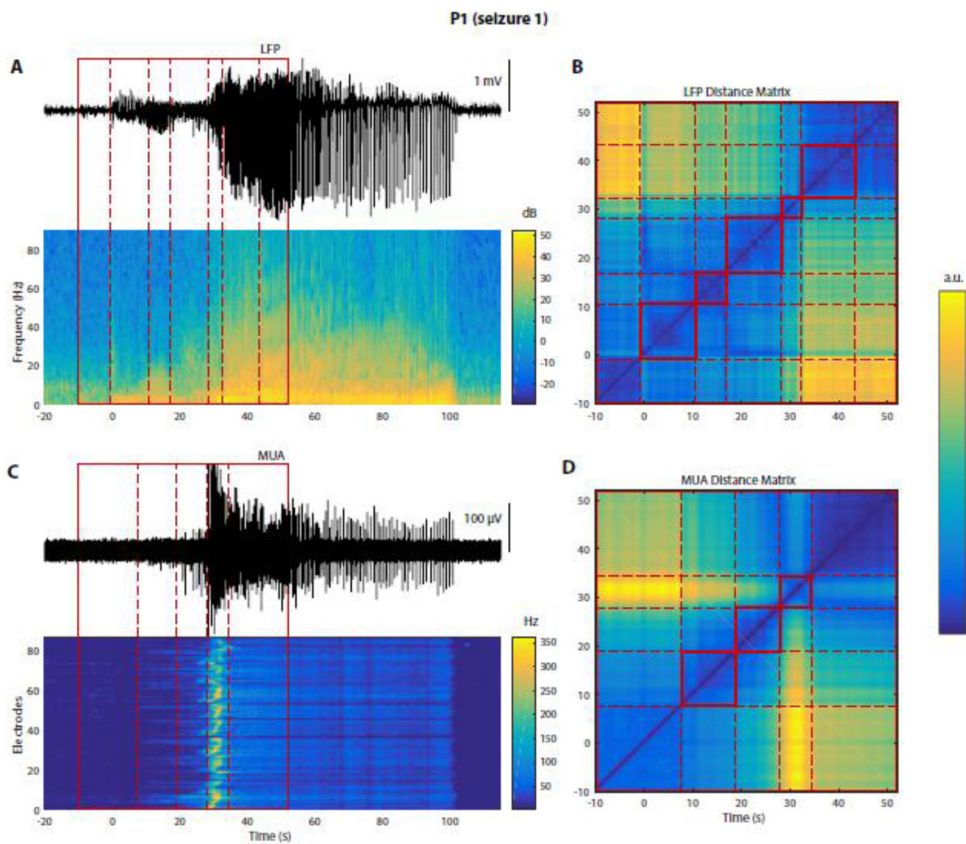 P1 (seizure 1)
A
LFP
1 mV
dB
50
40
30
20
10
0
-10
-20
80
60
40
20
0
Frequency (Hz)
-20 0 20 40 60 80 100
B
LFP Distance Matrix
50
40
30
20
10
0
-10
-10 0 10 20 30 40 50
a.u.
C
MUA
100 µV
Hz
350
300
250
200
150
100
50
80
60
40
20
0
Electrodes
-20 0 20 40 60 80 100
Time (s)
D
MUA Distance Matrix
50
40
30
20
10
0
-10
-10 0 10 20 30 40 50
Time (s)